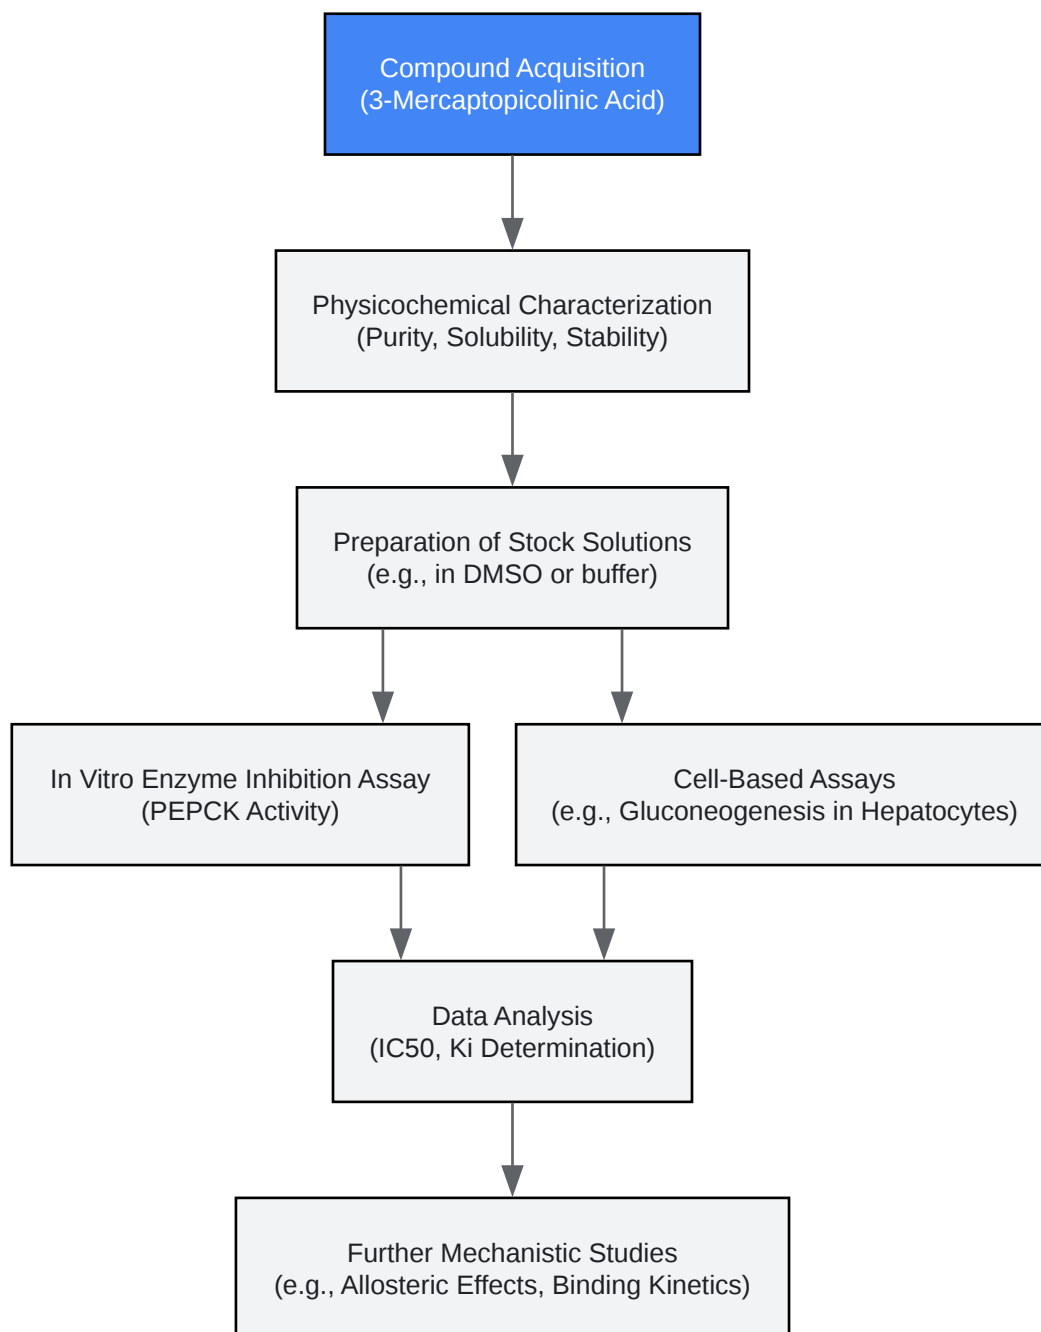 Compound Acquisition
(3-Mercaptopicolinic Acid)
Physicochemical Characterization
(Purity, Solubility, Stability)
Preparation of Stock Solutions
(e.g., in DMSO or buffer)
In Vitro Enzyme Inhibition Assay
(PEPCK Activity)
Cell-Based Assays
(e.g., Gluconeogenesis in Hepatocytes)
Data Analysis
(IC50, Ki Determination)
Further Mechanistic Studies
(e.g., Allosteric Effects, Binding Kinetics)